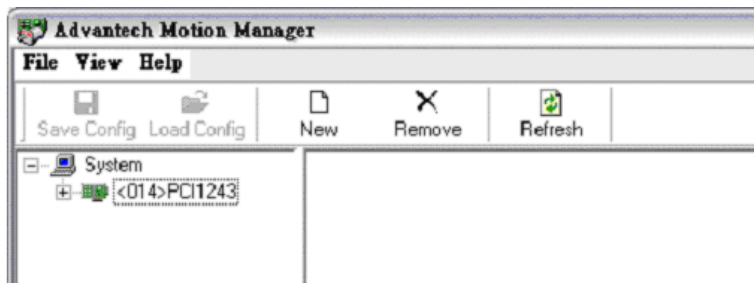 Advantech Motion Manager
File View Help
Save Config Load Config New Remove Refresh
System
<014>PCI1243